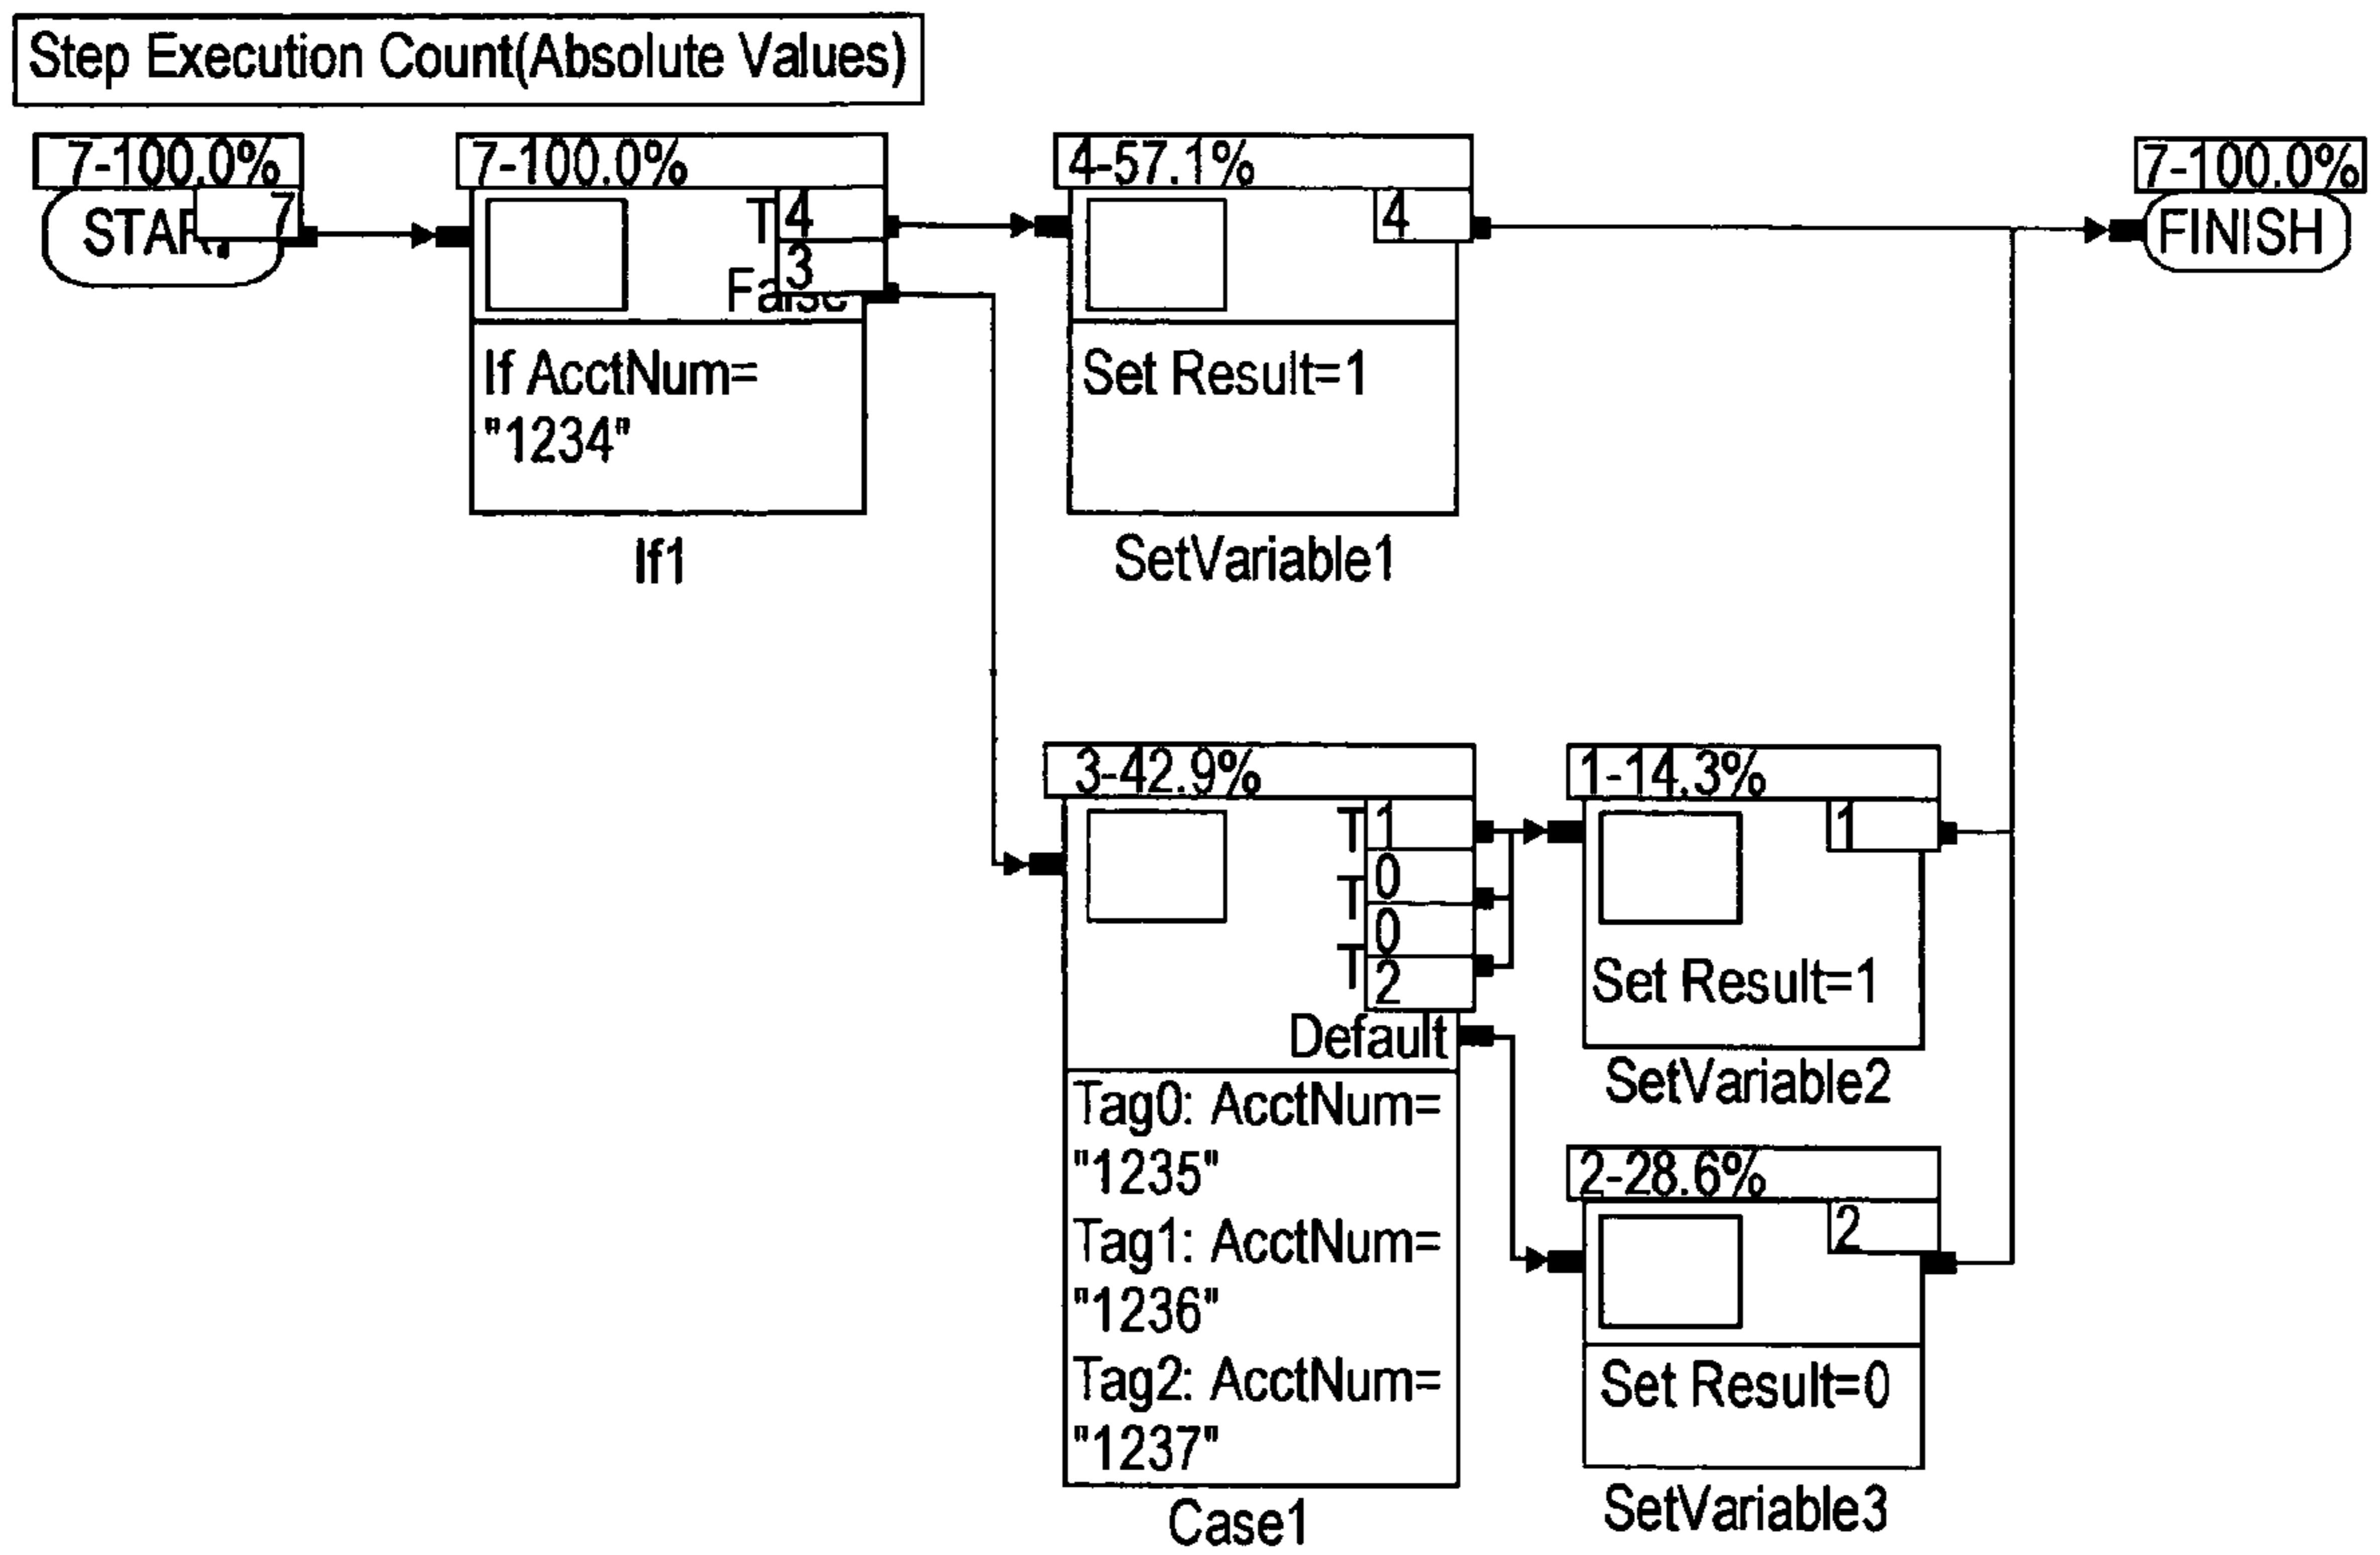 Step Execution Count(Absolute Values)
7-100.0%
7
START
7-100.0%
T
4
3
False
If AcctNum=
"1234"
If1
4-57.1%
4
Set Result=1
SetVariable1
7-100.0%
FINISH
3-42.9%
T
1
T
0
0
T
2
Default
Tag0: AcctNum=
"1235"
Tag1: AcctNum=
"1236"
Tag2: AcctNum=
"1237"
Case1
1-14.3%
1
Set Result=1
SetVariable2
2-28.6%
2
Set Result=0
SetVariable3